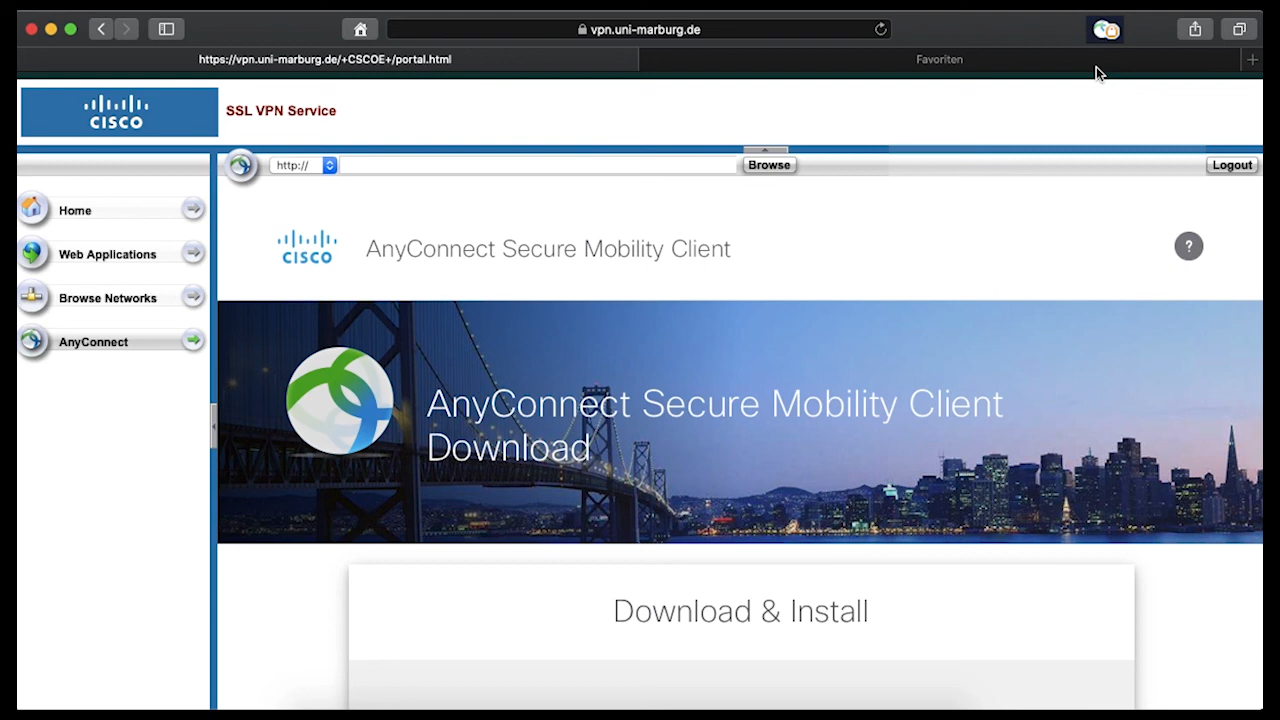 vpn.uni-marburg.de
https://vpn.uni-marburg.de/+CSCOE+/portal.html
Favoriten
CISCO
SSL VPN Service
http://
Browse
Logout
Home
Web Applications
Browse Networks
AnyConnect
CISCO
AnyConnect Secure Mobility Client
?
AnyConnect Secure Mobility Client
Download
Download & Install